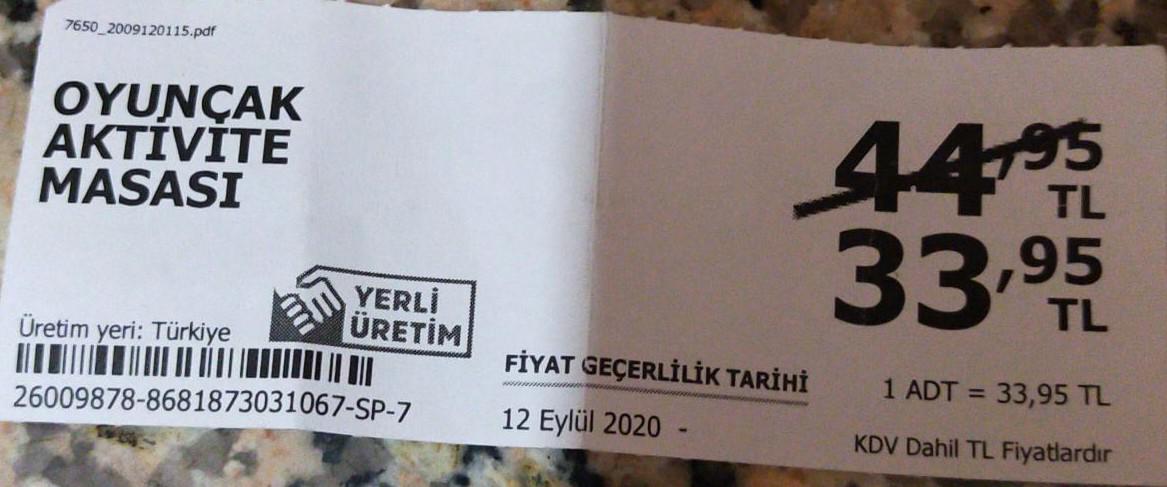 7650_2009120115.pdf
OYUNÇAK
AKTİVİTE
MASASI
44,95
TL
33,95
TL
YERLİ
ÜRETİM
Üretim yeri: Türkiye
26009878-8681873031067-SP-7
FİYAT GEÇERLİLİK TARİHİ
12 Eylül 2020 -
1 ADT = 33,95 TL
KDV Dahil TL Fiyatlardır